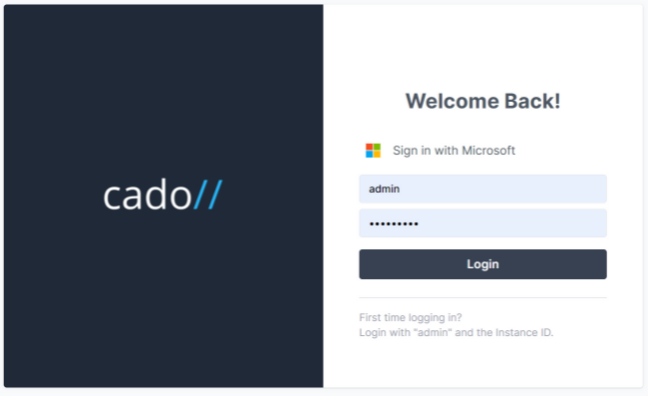 cado//
Welcome Back!
Sign in with Microsoft
admin
•••••••••
Login
First time logging in?
Login with "admin" and the Instance ID.